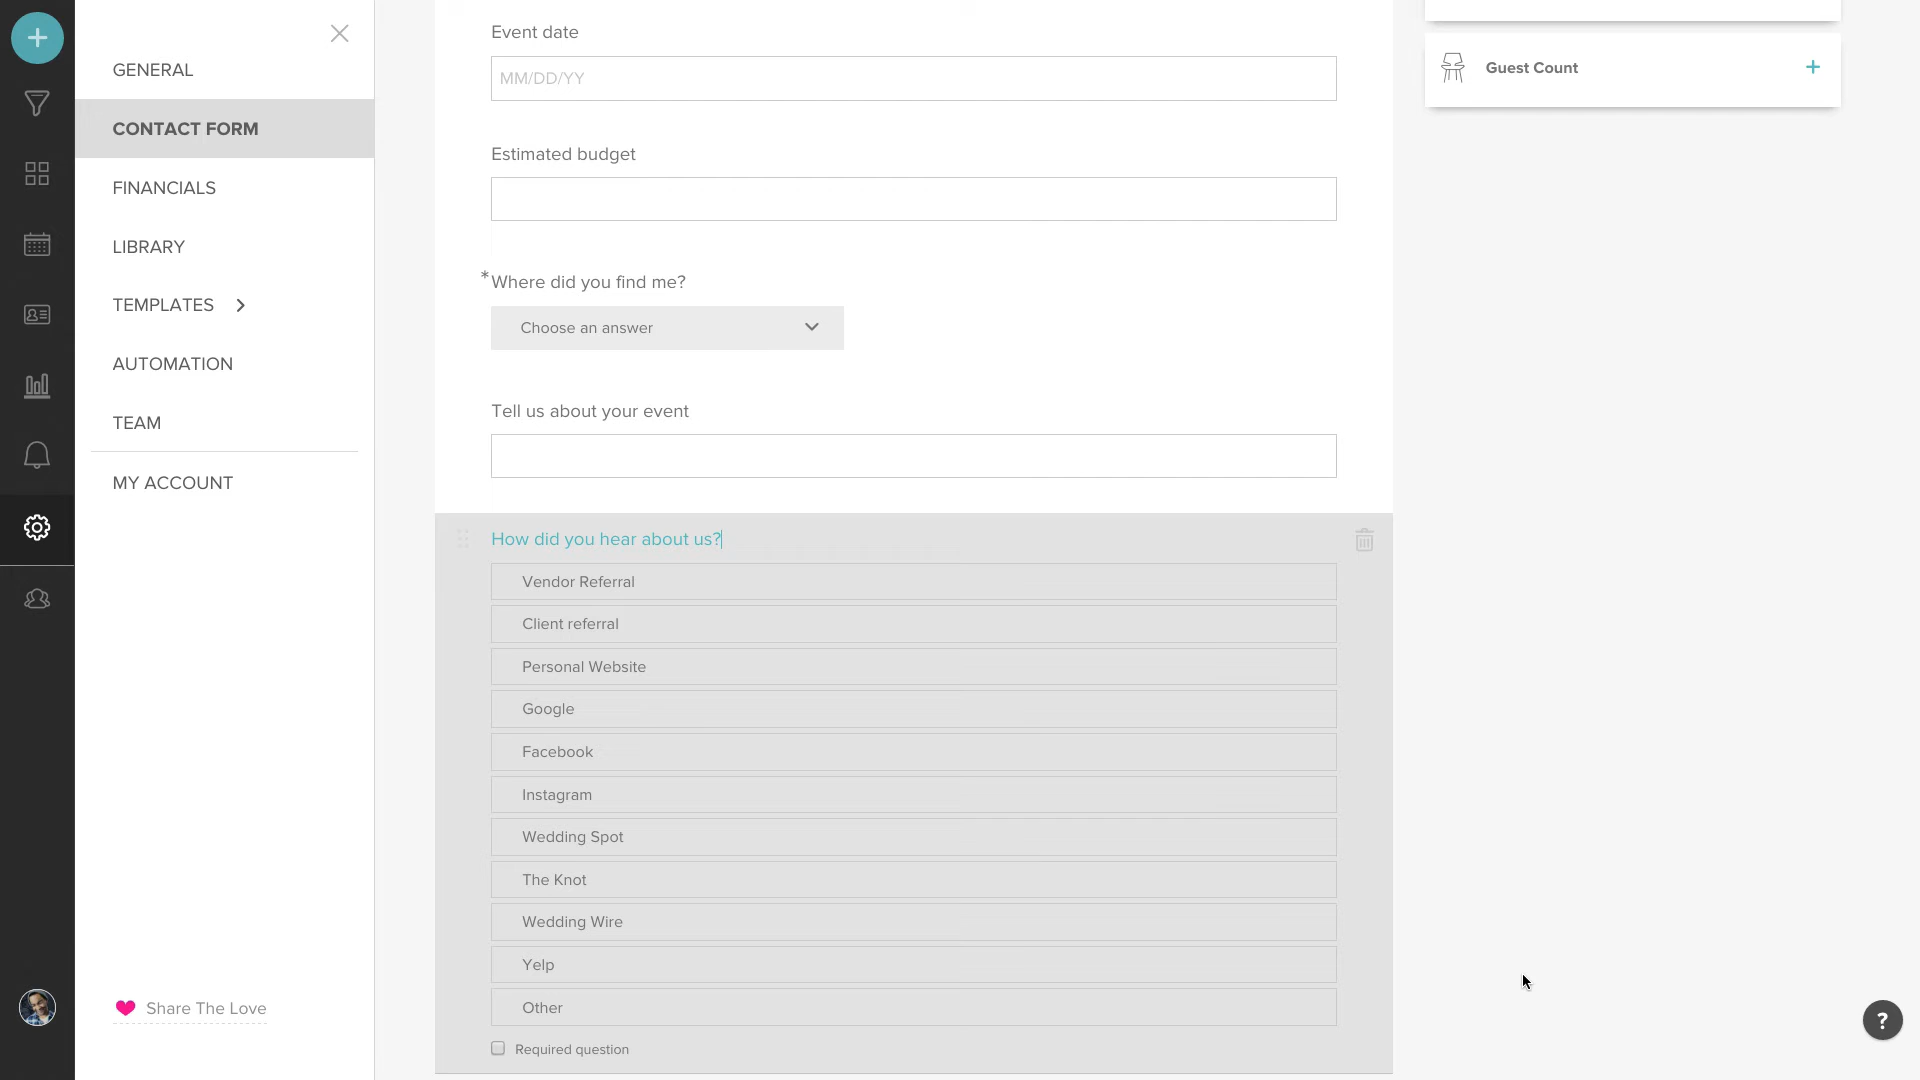 GENERAL
CONTACT FORM
FINANCIALS
LIBRARY
TEMPLATES
AUTOMATION
TEAM
MY ACCOUNT
Share The Love
Event date
MM/DD/YY
Estimated budget
*Where did you find me?
Choose an answer
Tell us about your event
How did you hear about us?
Vendor Referral
Client referral
Personal Website
Google
Facebook
Instagram
Wedding Spot
The Knot
Wedding Wire
Yelp
Other
Required question
Guest Count
+
?